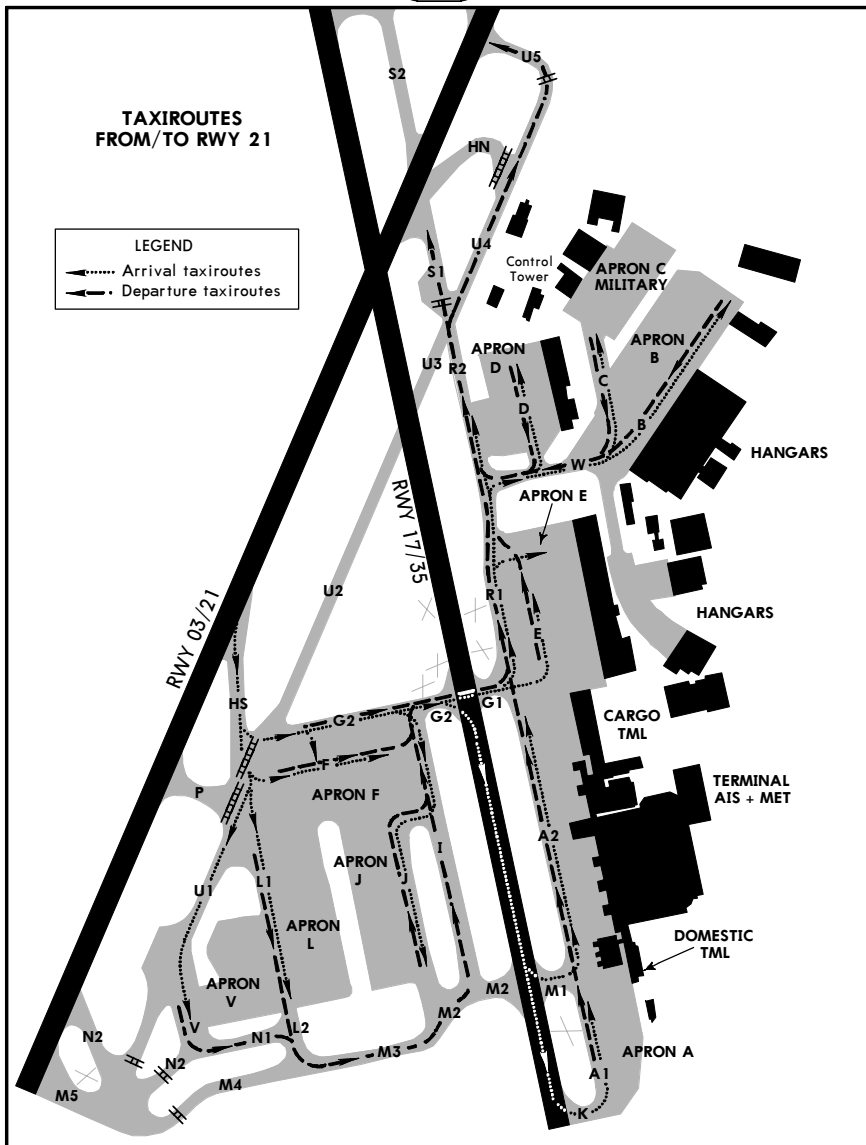 U5
S2
TAXIROUTES
FROM/TO RWY 21
HN
LEGEND
Arrival taxiroutes
Departure taxiroutes
U4
Control
Tower
S1
APRON C
MILITARY
APRON
D
APRON
B
U3
R2
C
D
B
W
HANGARS
APRON E
RWY 17/35
U2
R1
HANGARS
E
RWY 03/21
HS
G1
G2
G2
CARGO
TML
F
TERMINAL
AIS + MET
P
APRON F
A2
I
APRON
J
J
L1
U1
APRON
L
DOMESTIC
TML
APRON
V
M1
M2
M2
V
L2
N1
N2
N2
M3
APRON A
A1
M4
M5
K